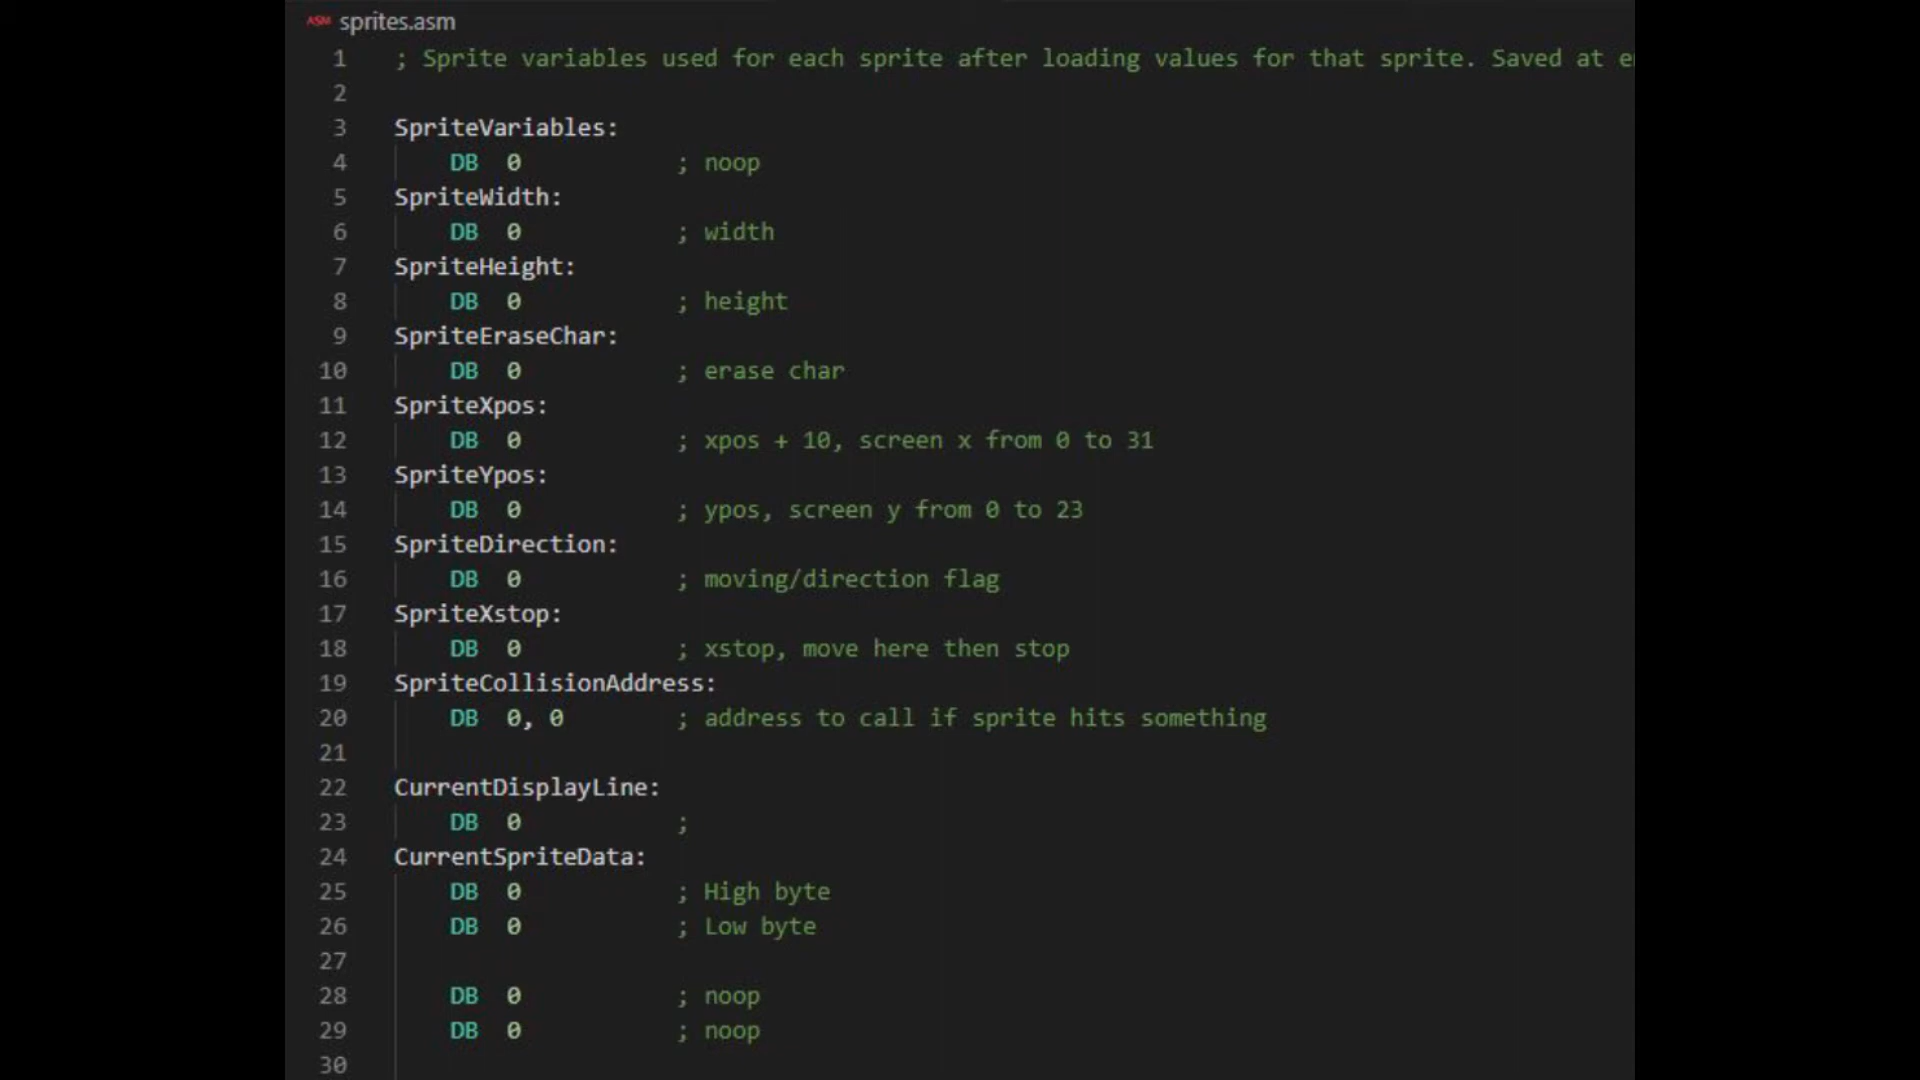 ASM sprites.asm
1 ; Sprite variables used for each sprite after loading values for that sprite. Saved at
2
3 SpriteVariables:
4 DB 0 ; noop
5 SpriteWidth:
6 DB 0 ; width
7 SpriteHeight:
8 DB 0 ; height
9 SpriteEraseChar:
10 DB 0 ; erase char
11 SpriteXpos:
12 DB 0 ; xpos + 10, screen x from 0 to 31
13 SpriteYpos:
14 DB 0 ; ypos, screen y from 0 to 23
15 SpriteDirection:
16 DB 0 ; moving/direction flag
17 SpriteXstop:
18 DB 0 ; xstop, move here then stop
19 SpriteCollisionAddress:
20 DB 0, 0 ; address to call if sprite hits something
21
22 CurrentDisplayLine:
23 DB 0 ;
24 CurrentSpriteData:
25 DB 0 ; High byte
26 DB 0 ; Low byte
27
28 DB 0 ; noop
29 DB 0 ; noop
30